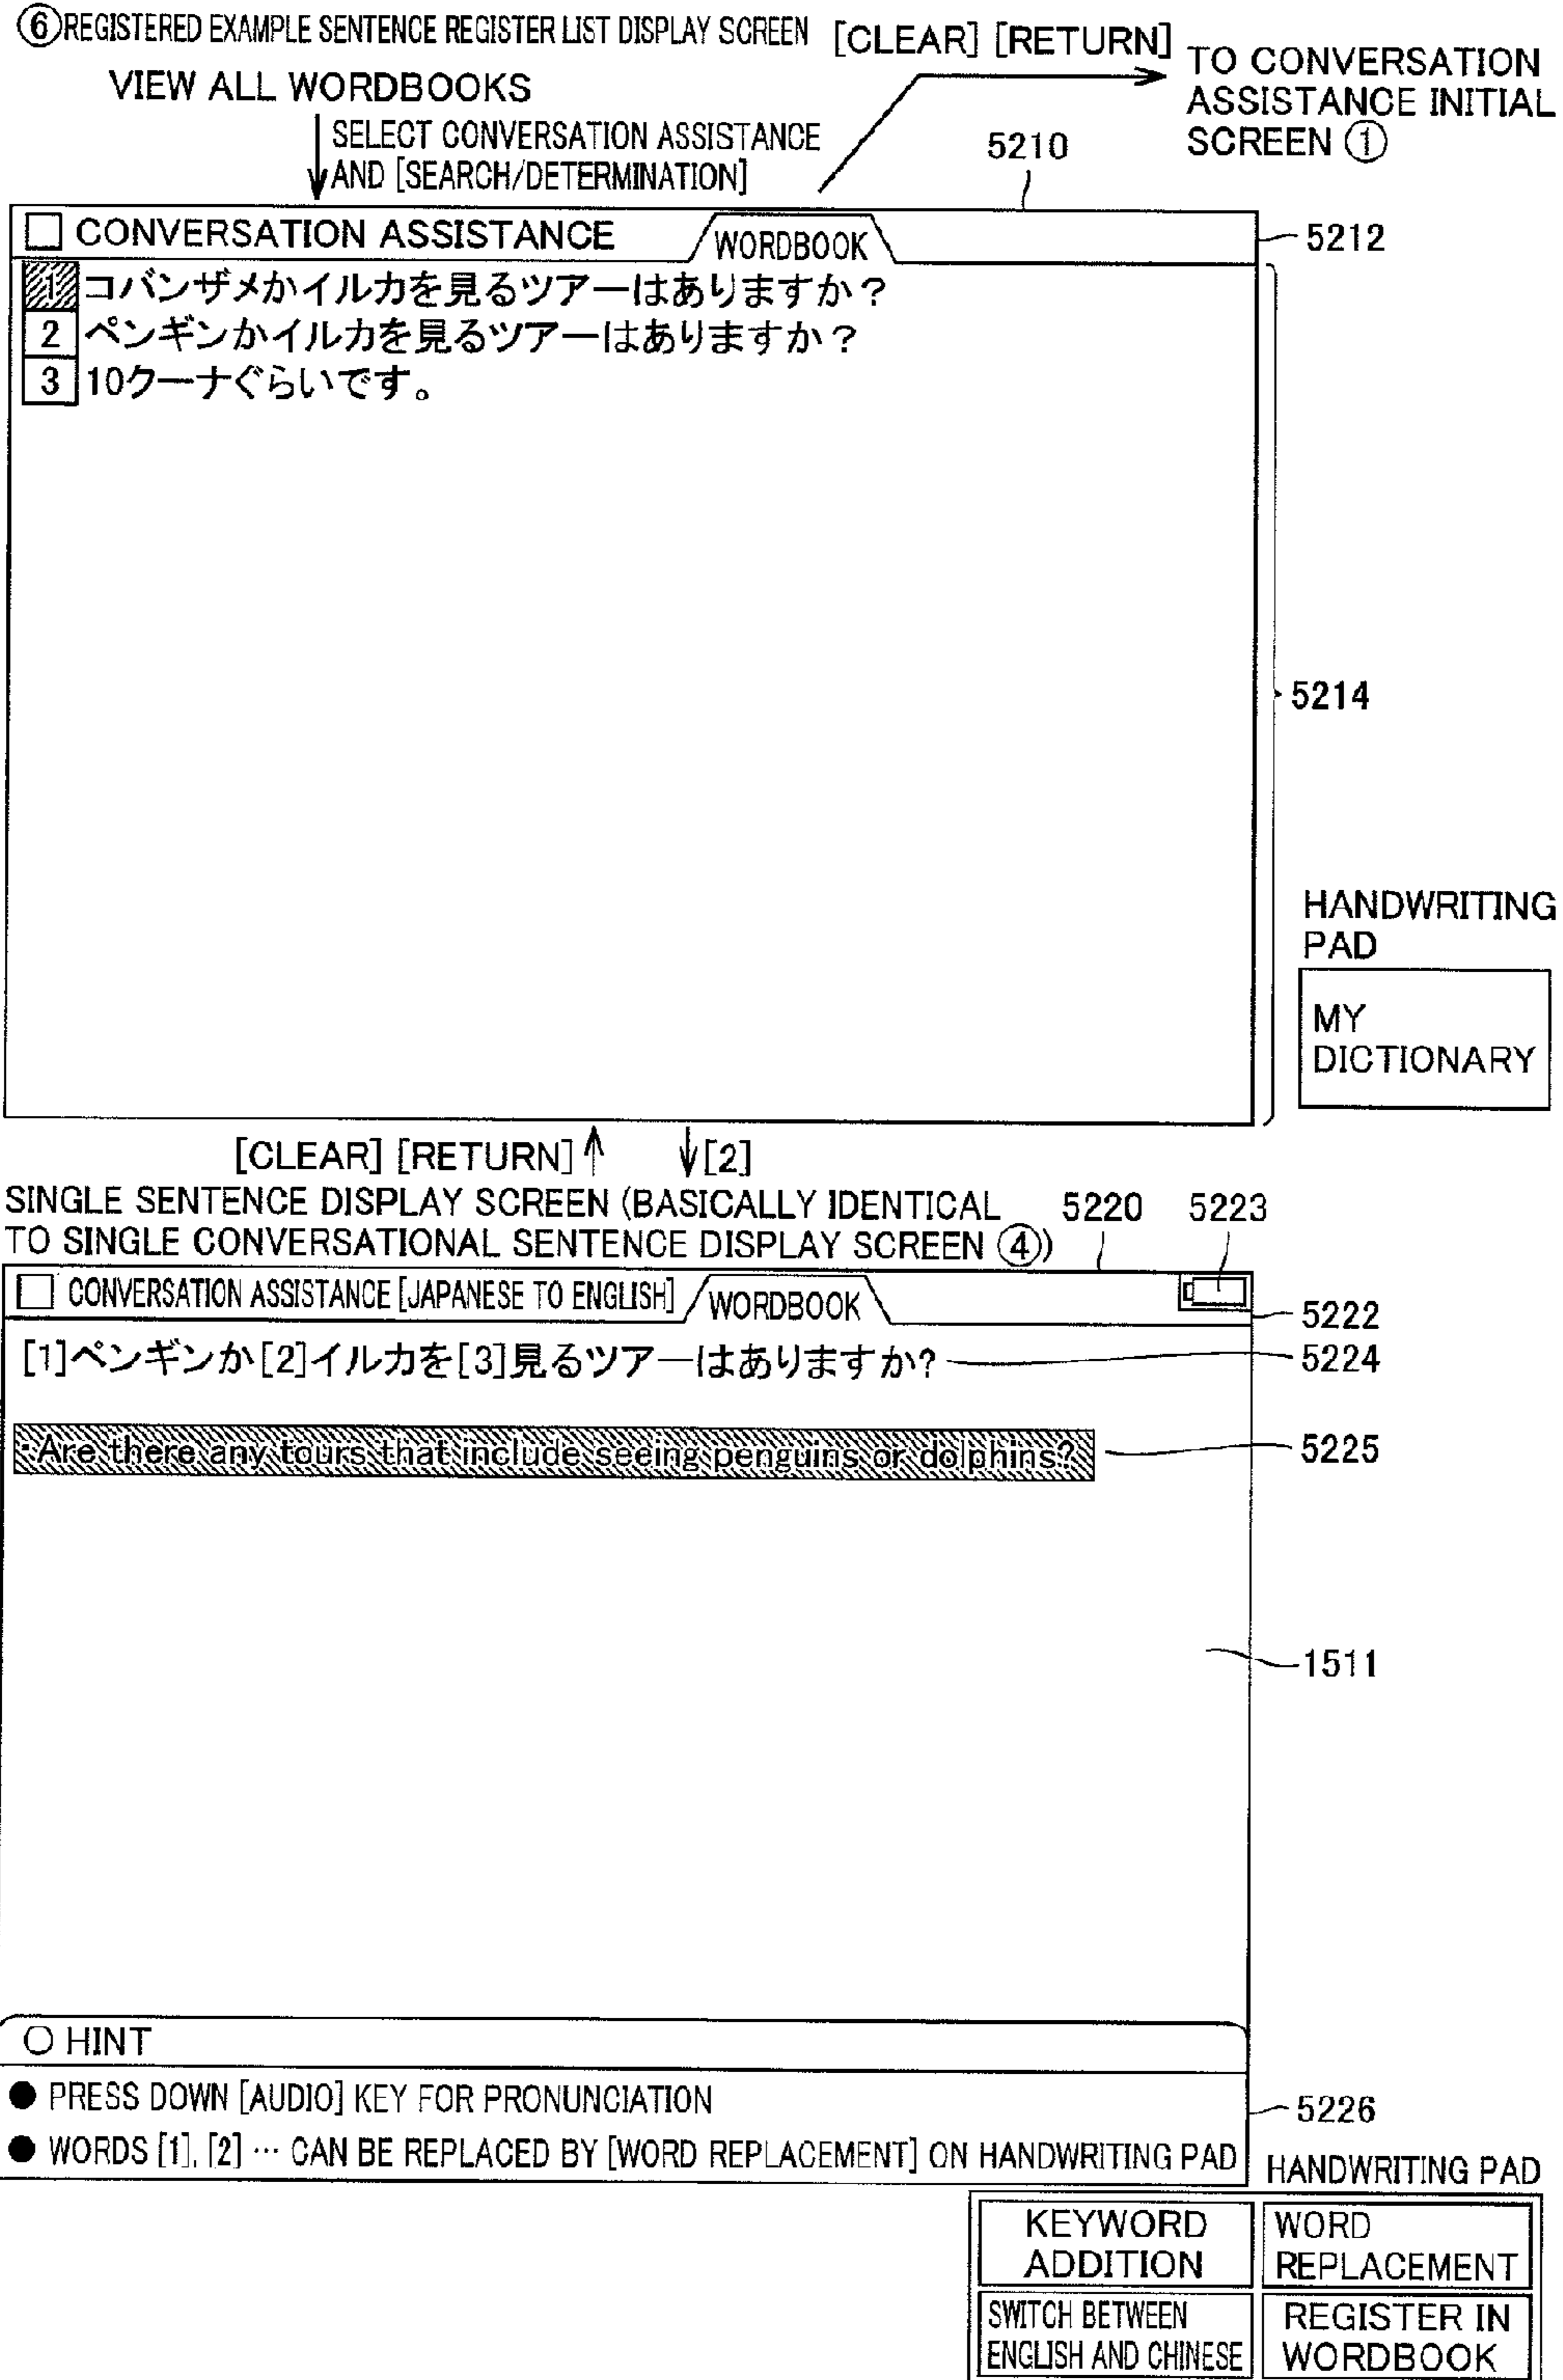 ⑥REGISTERED EXAMPLE SENTENCE REGISTER LIST DISPLAY SCREEN
[CLEAR] [RETURN]
TO CONVERSATION
ASSISTANCE INITIAL
SCREEN ①
VIEW ALL WORDBOOKS
SELECT CONVERSATION ASSISTANCE
AND [SEARCH/DETERMINATION]
5210
CONVERSATION ASSISTANCE
WORDBOOK
5212
1 コバンザメかイルカを見るツアーはありますか？
2 ペンギンかイルカを見るツアーはありますか？
3 10クーナぐらいです。
5214
HANDWRITING
PAD
MY
DICTIONARY
[CLEAR] [RETURN]
[2]
SINGLE SENTENCE DISPLAY SCREEN (BASICALLY IDENTICAL
TO SINGLE CONVERSATIONAL SENTENCE DISPLAY SCREEN ④)
5220
5223
CONVERSATION ASSISTANCE [JAPANESE TO ENGLISH]
WORDBOOK
5222
[1]ペンギンか[2]イルカを[3]見るツアーはありますか?
5224
・Are there any tours that include seeing penguins or dolphins?
5225
1511
○ HINT
● PRESS DOWN [AUDIO] KEY FOR PRONUNCIATION
● WORDS [1], [2] ··· CAN BE REPLACED BY [WORD REPLACEMENT] ON HANDWRITING PAD
5226
HANDWRITING PAD
KEYWORD
ADDITION
WORD
REPLACEMENT
SWITCH BETWEEN
ENGLISH AND CHINESE
REGISTER IN
WORDBOOK